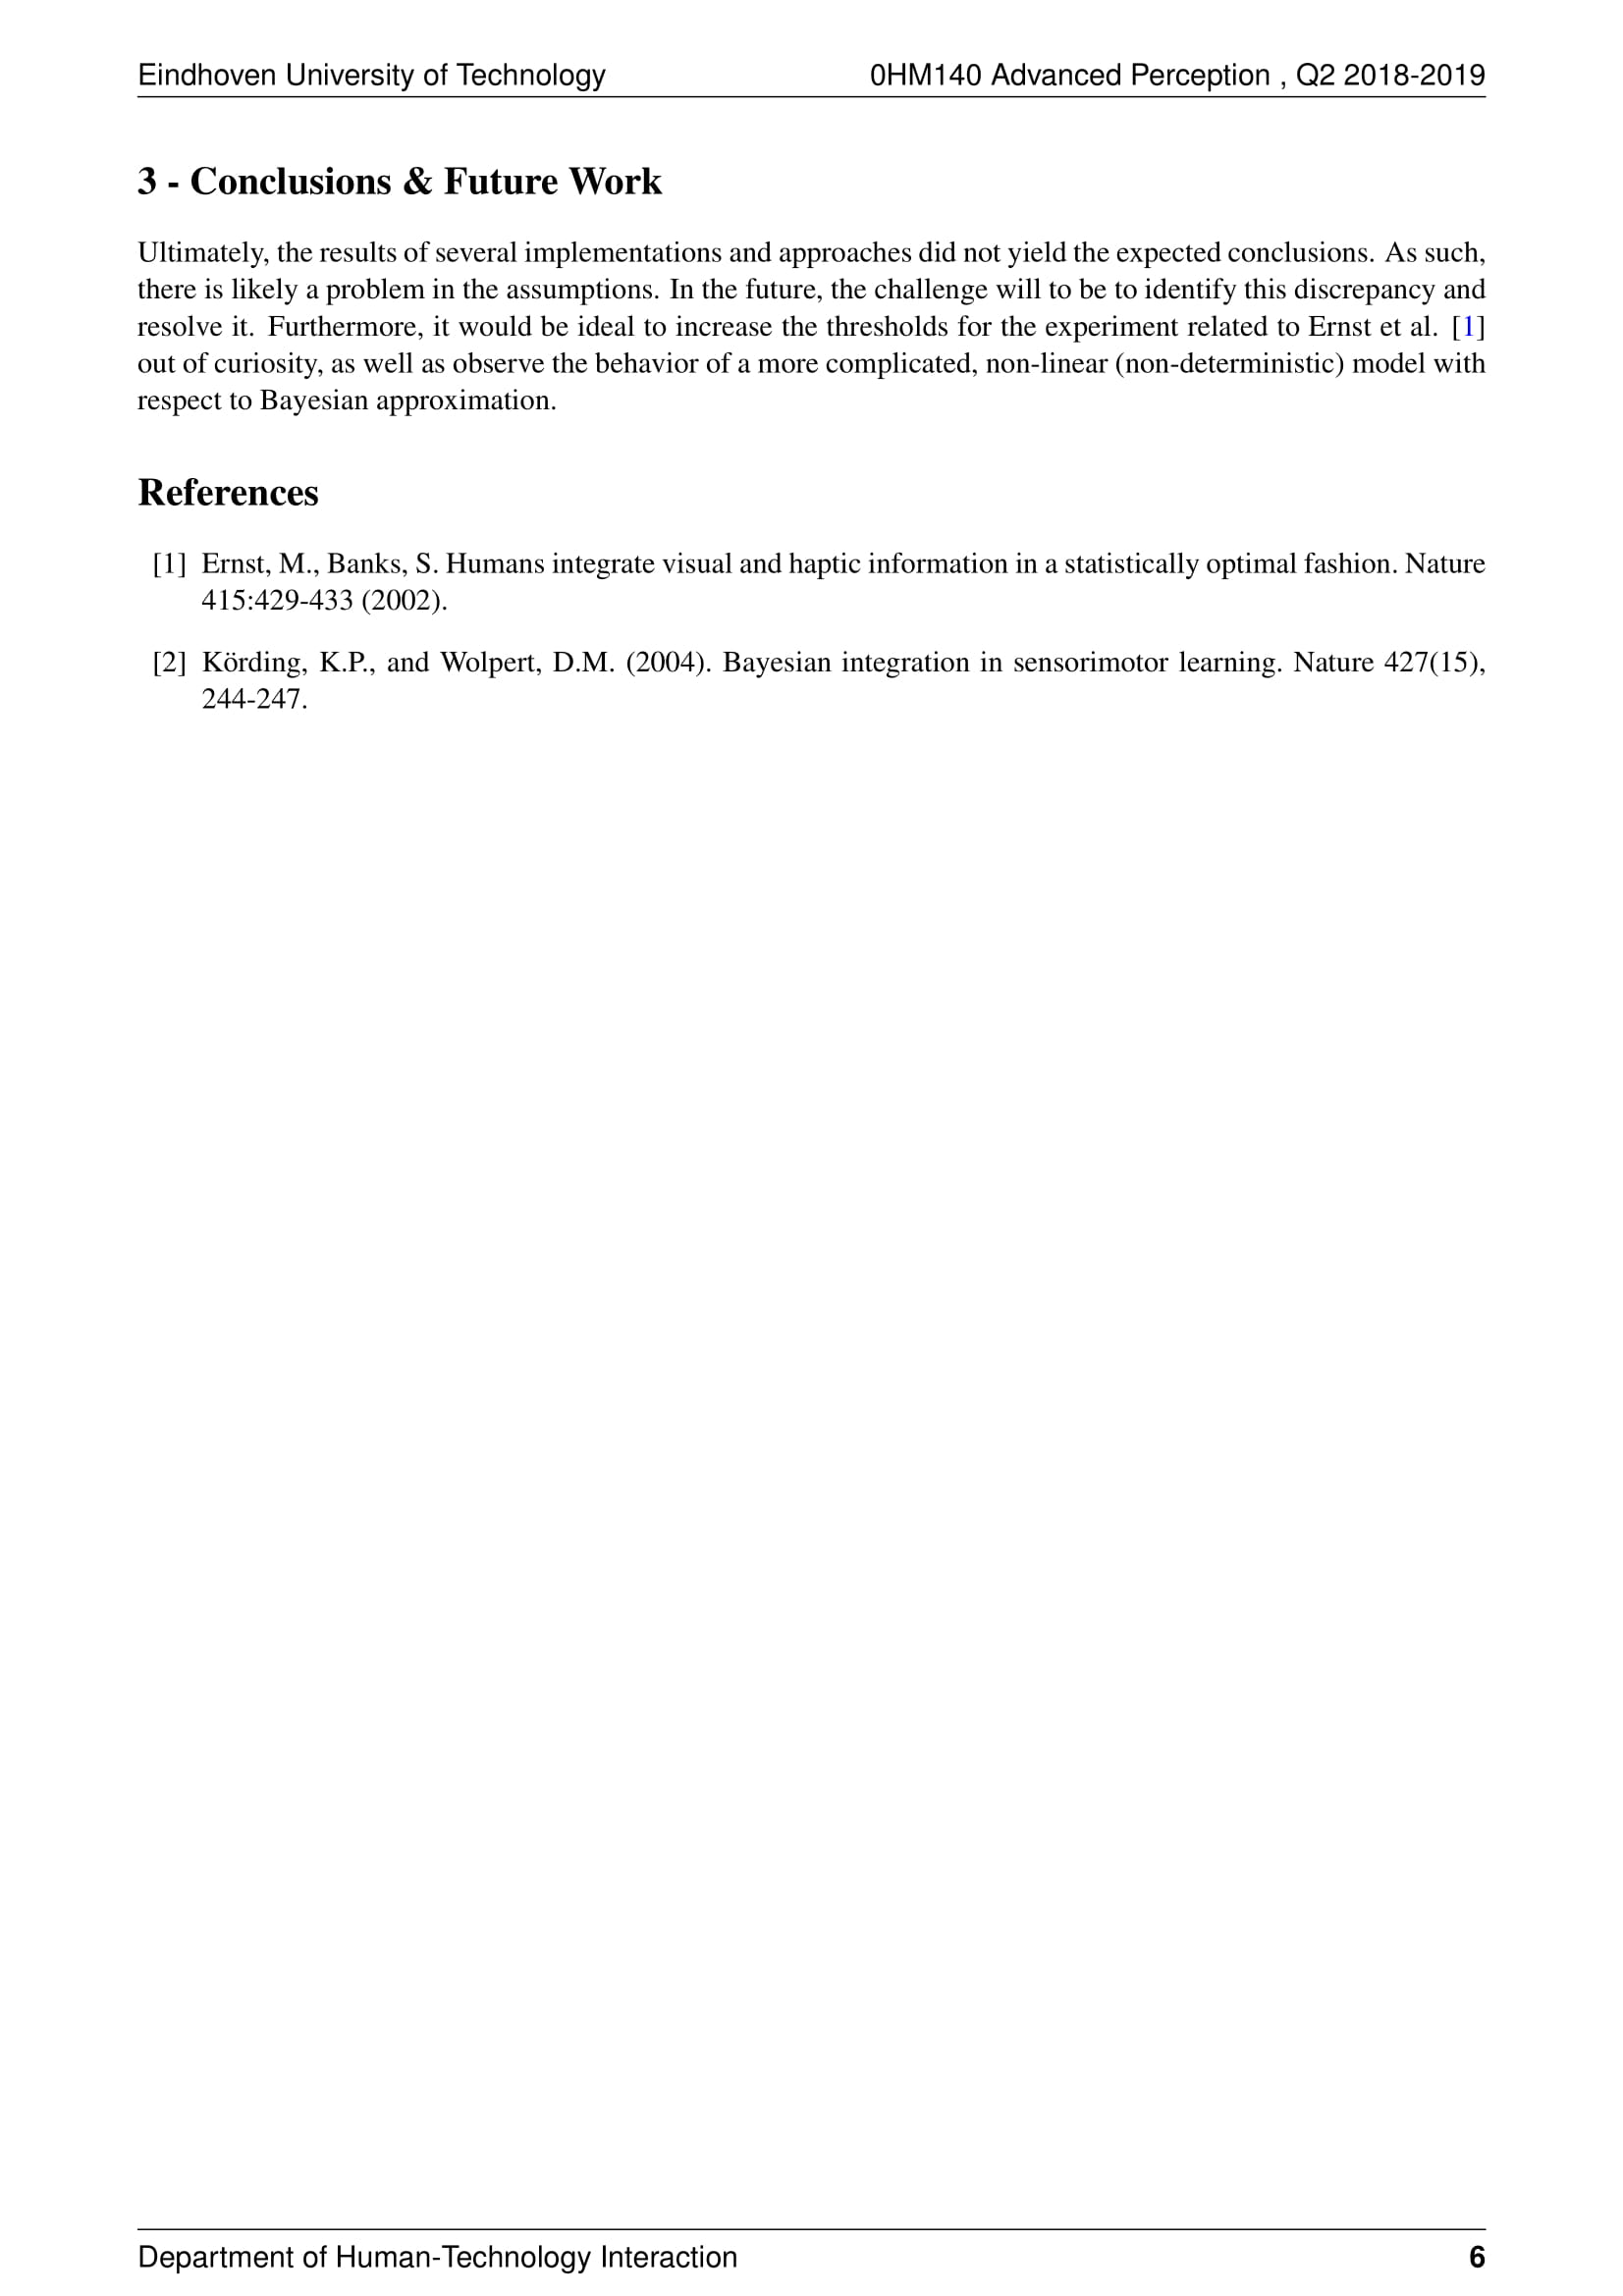 Eindhoven University of Technology 0HM140 Advanced Perception , Q2 2018-2019
3 - Conclusions & Future Work
Ultimately, the results of several implementations and approaches did not yield the expected conclusions. As such,
there is likely a problem in the assumptions. In the future, the challenge will to be to identify this discrepancy and
resolve it. Furthermore, it would be ideal to increase the thresholds for the experiment related to Ernst et al. [1]
out of curiosity, as well as observe the behavior of a more complicated, non-linear (non-deterministic) model with
respect to Bayesian approximation.
References
[1] Ernst, M., Banks, S. Humans integrate visual and haptic information in a statistically optimal fashion. Nature
415:429-433 (2002).
[2] Körding, K.P., and Wolpert, D.M. (2004). Bayesian integration in sensorimotor learning. Nature 427(15),
244-247.
Department of Human-Technology Interaction 6